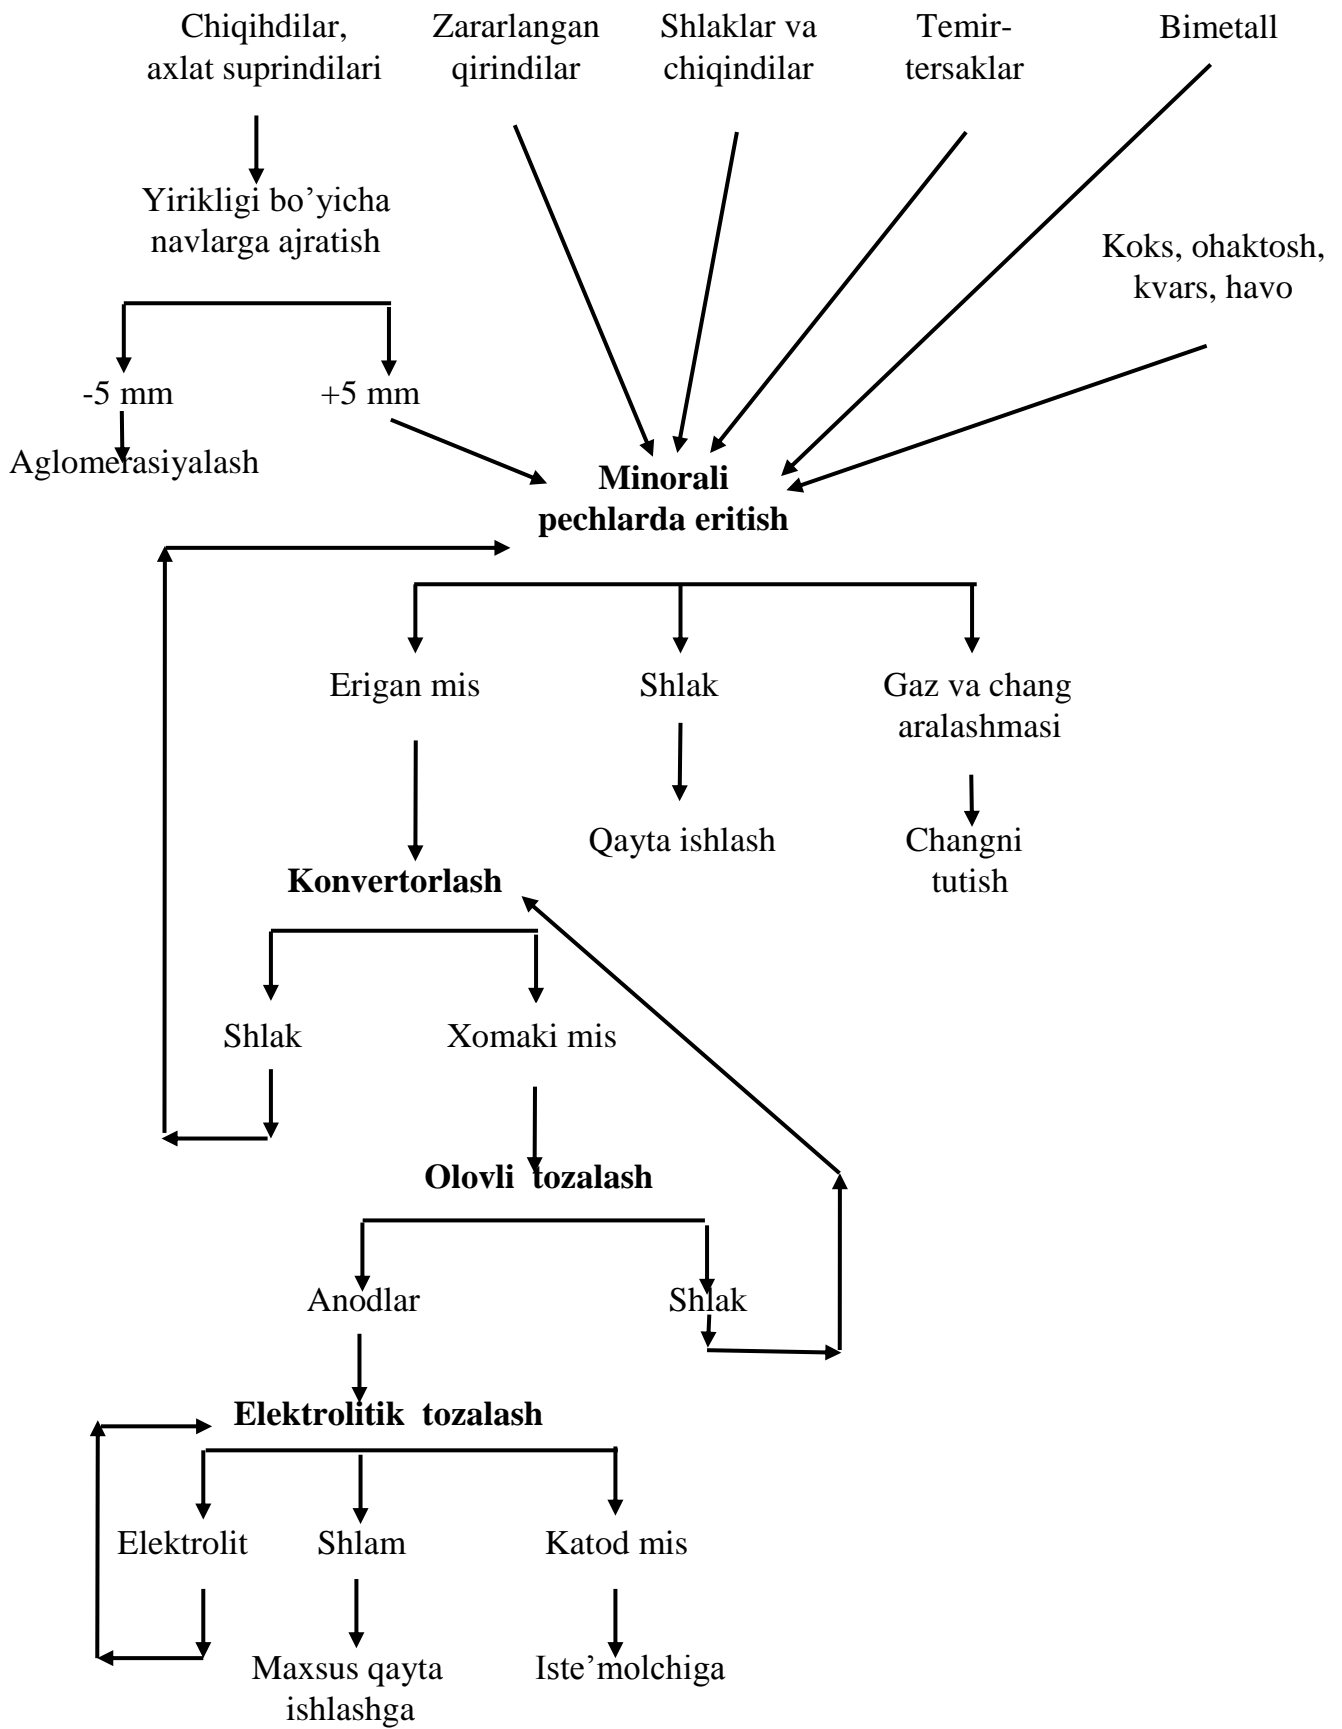 Chiqihdilar,
axlat suprindilari
Zararlangan
qirindilar
Shlaklar va
chiqindilar
Temir-
tersaklar
Bimetall
Yirikligi bo’yicha
navlarga ajratish
Koks, ohaktosh,
kvars, havo
-5 mm
+5 mm
Aglomerasiyalash
Minorali
pechlarda eritish
Erigan mis
Shlak
Gaz va chang
aralashmasi
Qayta ishlash
Changni
tutish
Konvertorlash
Shlak
Xomaki mis
Olovli tozalash
Anodlar
Shlak
Elektrolitik tozalash
Elektrolit
Shlam
Katod mis
Maxsus qayta
ishlashga
Iste’molchiga